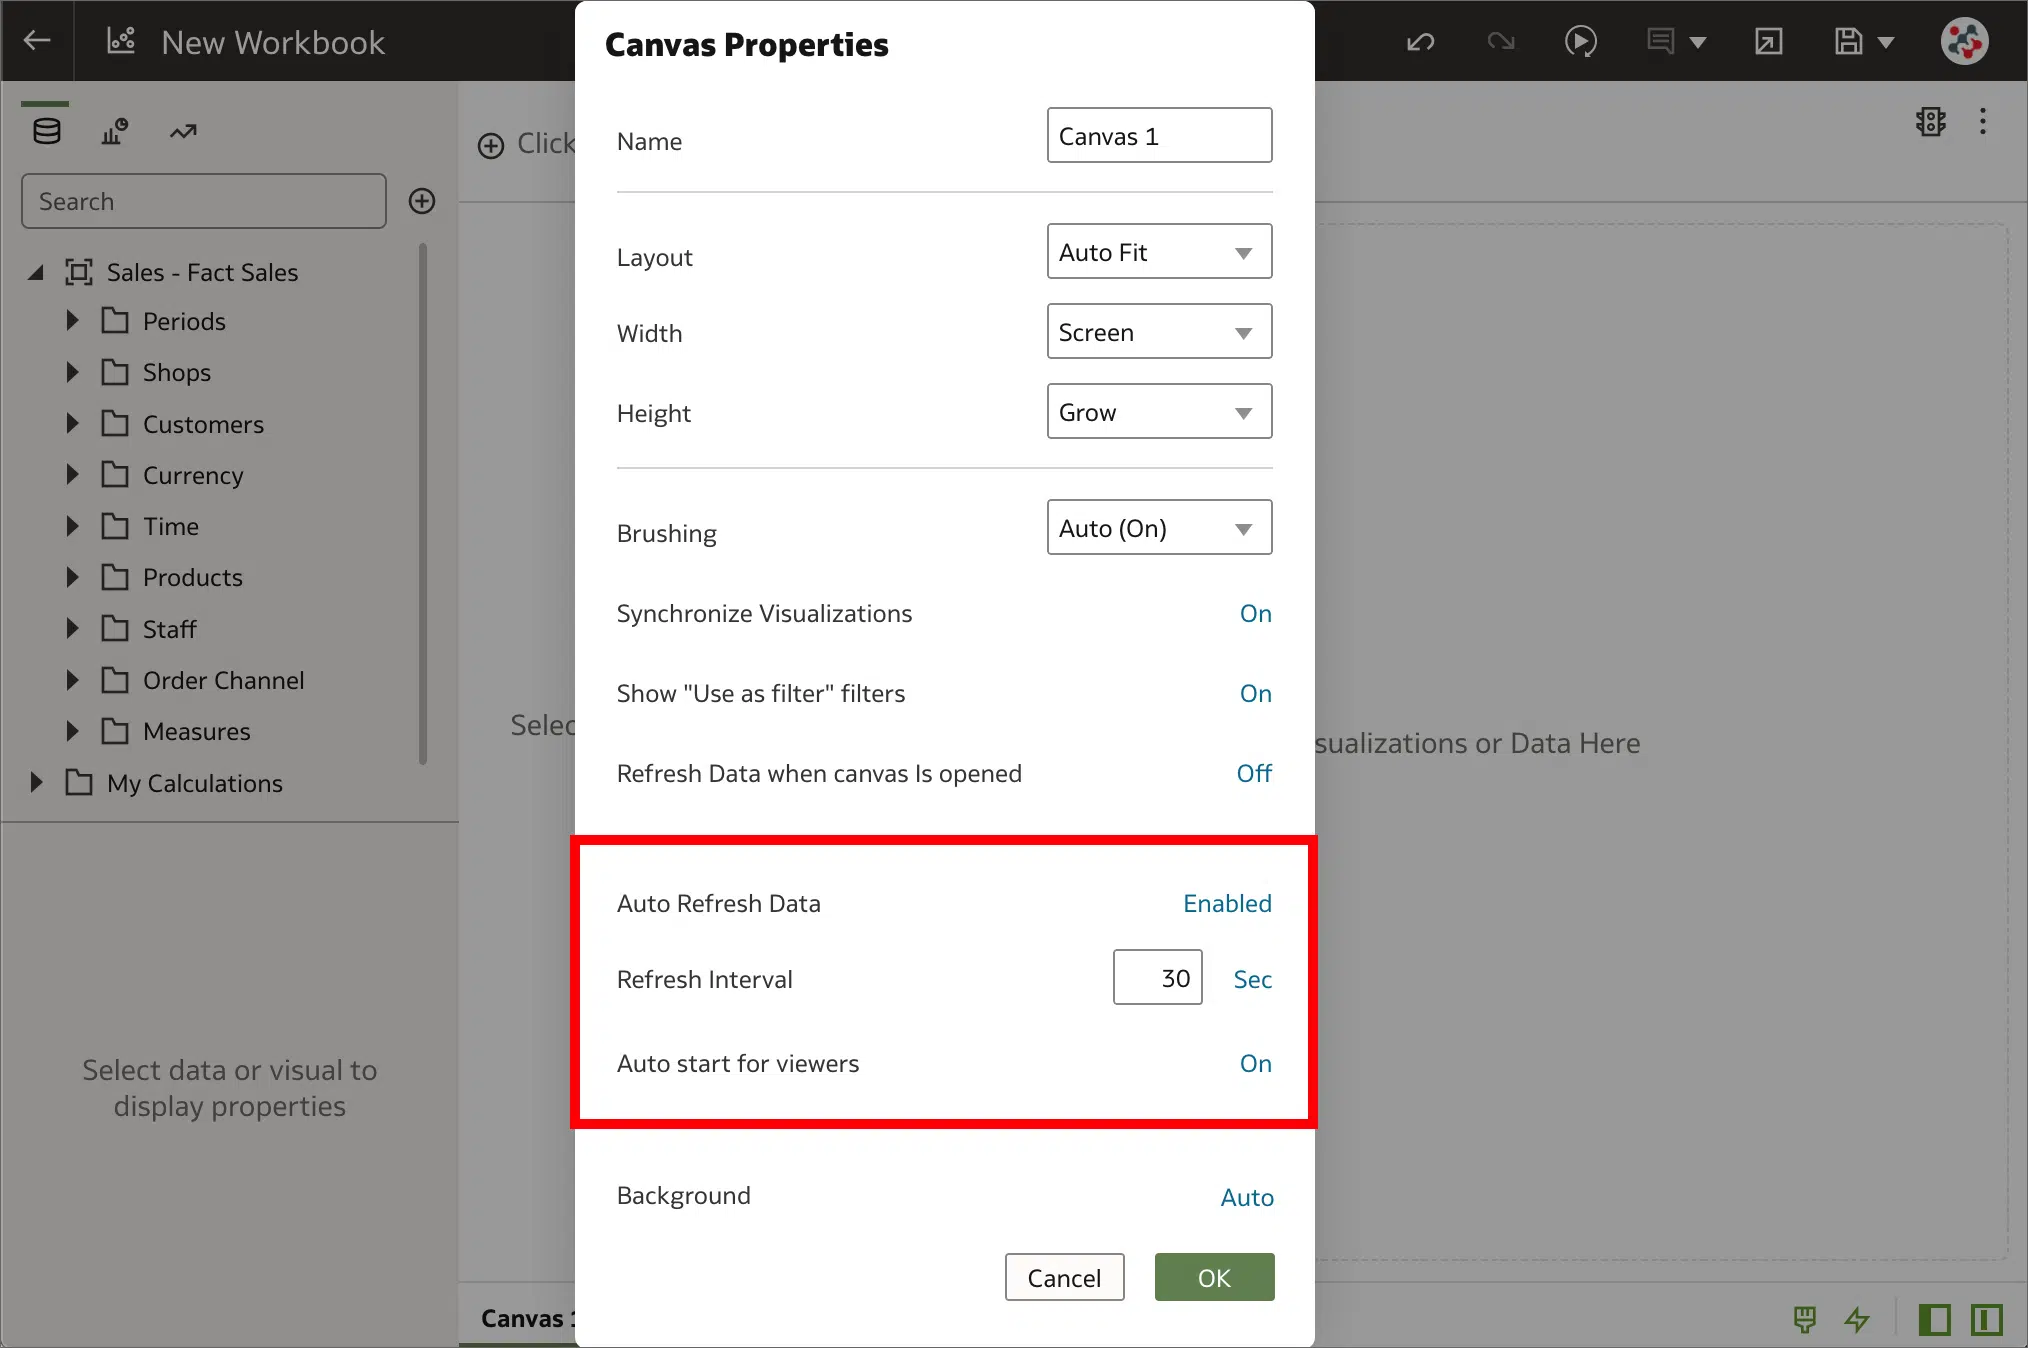 New Workbook
Search
Sales - Fact Sales
Periods
Shops
Customers
Currency
Time
Products
Staff
Order Channel
Measures
My Calculations
Select data or visual to
display properties
Click
Selec
sualizations or Data Here
Canvas 1
Canvas Properties
Name
Canvas 1
Layout
Auto Fit
Width
Screen
Height
Grow
Brushing
Auto (On)
Synchronize Visualizations
On
Show "Use as filter" filters
On
Refresh Data when canvas Is opened
Off
Auto Refresh Data
Enabled
Refresh Interval
30
Sec
Auto start for viewers
On
Background
Auto
Cancel
OK